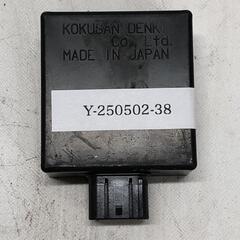 KOKUSAN DENKI
Co., Ltd.
MADE IN JAPAN
Y-250502-38